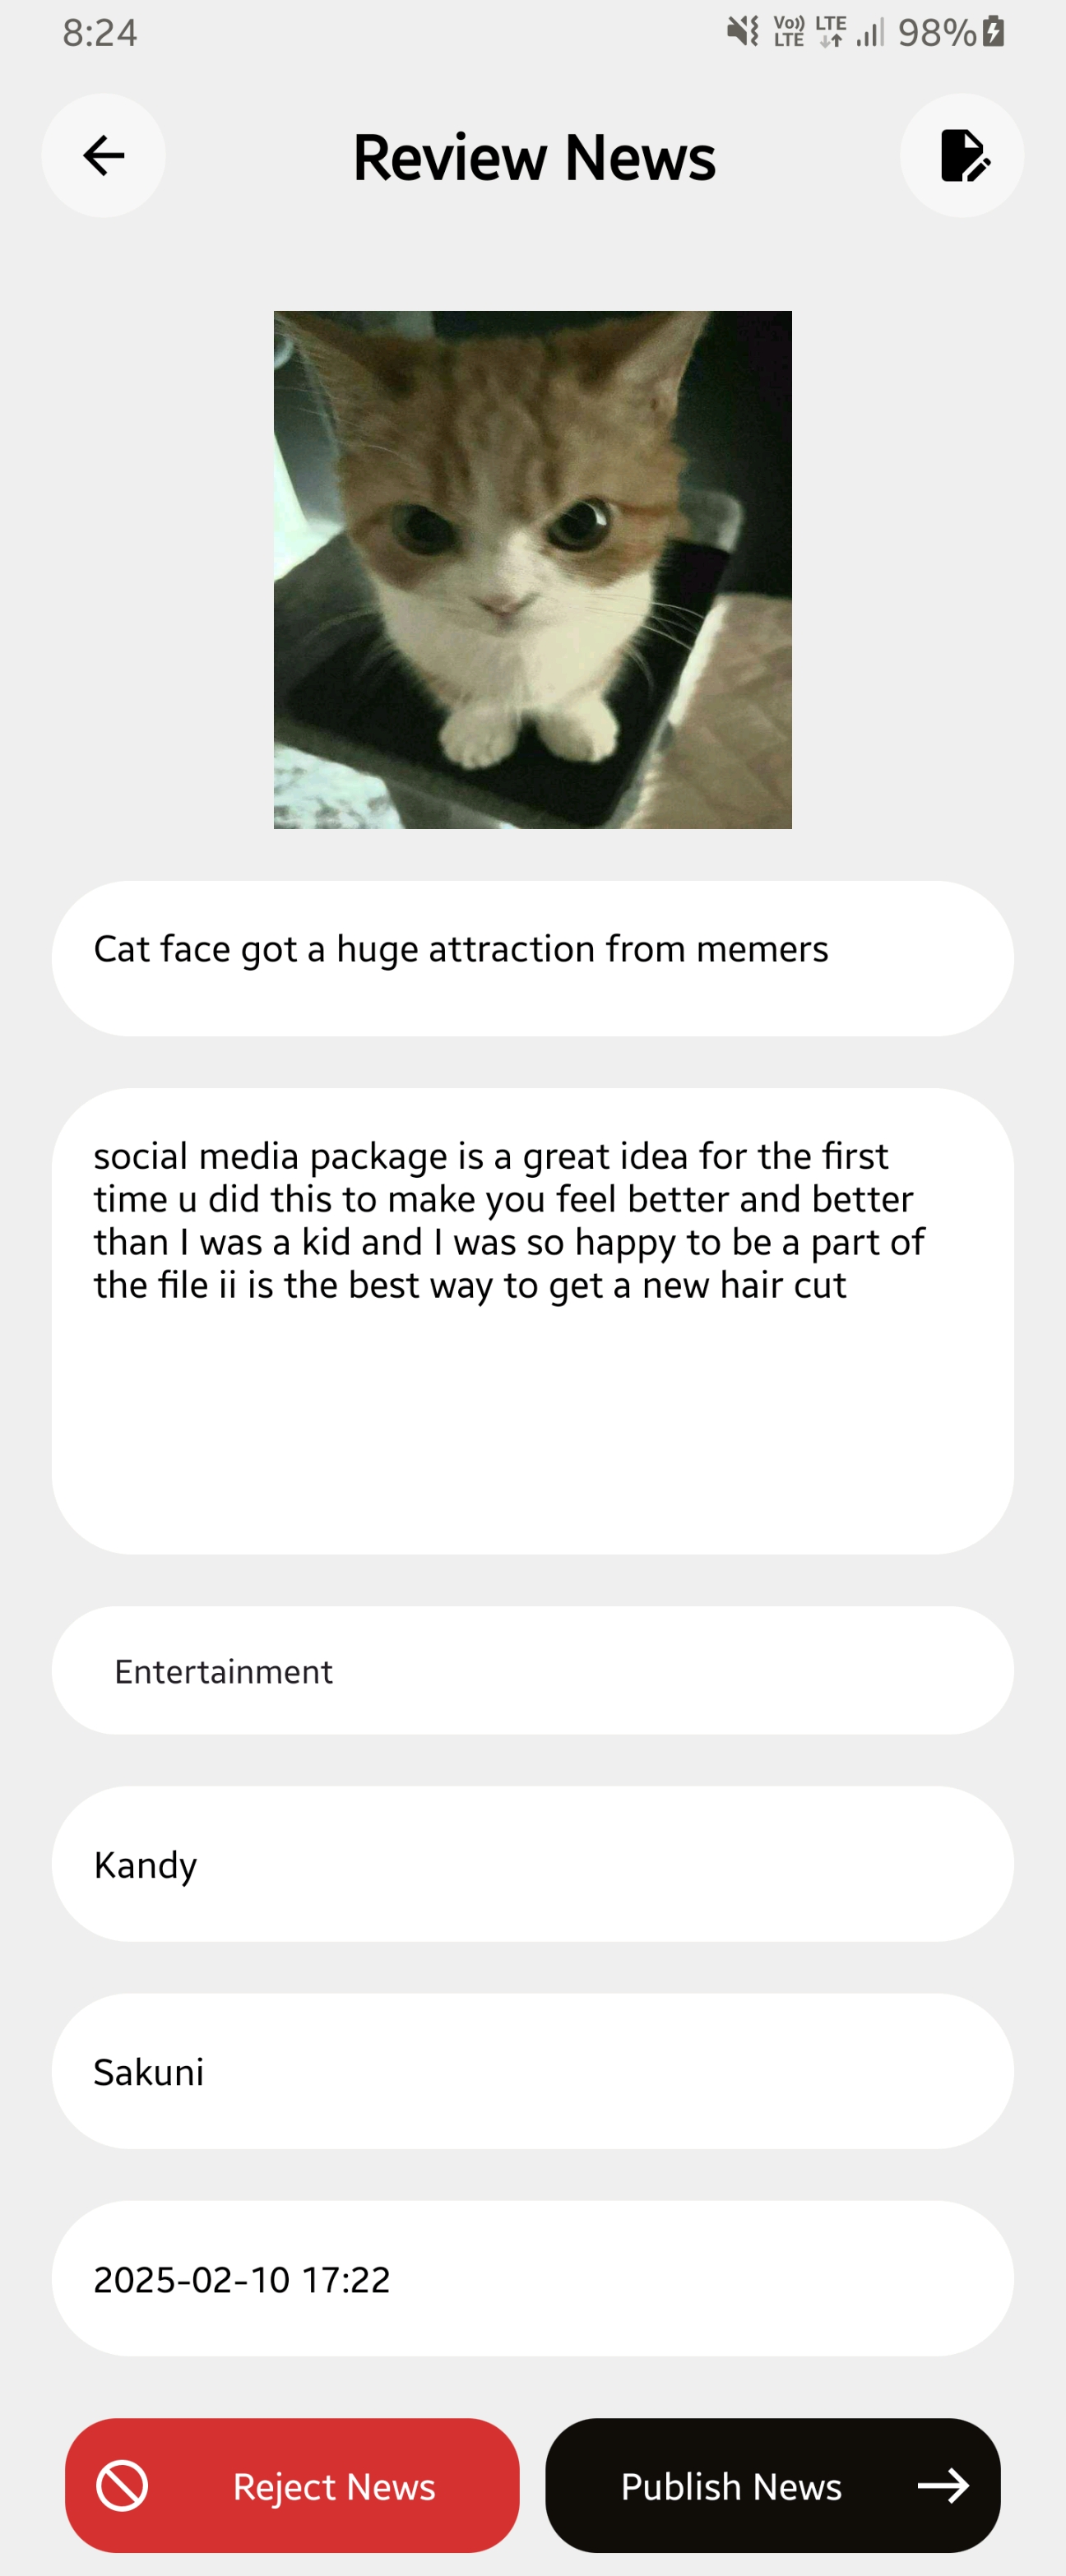 8:24
Vo)) LTE LTE 98%
Review News
Cat face got a huge attraction from memers
social media package is a great idea for the first
time u did this to make you feel better and better
than I was a kid and I was so happy to be a part of
the file ii is the best way to get a new hair cut
Entertainment
Kandy
Sakuni
2025-02-10 17:22
Reject News
Publish News